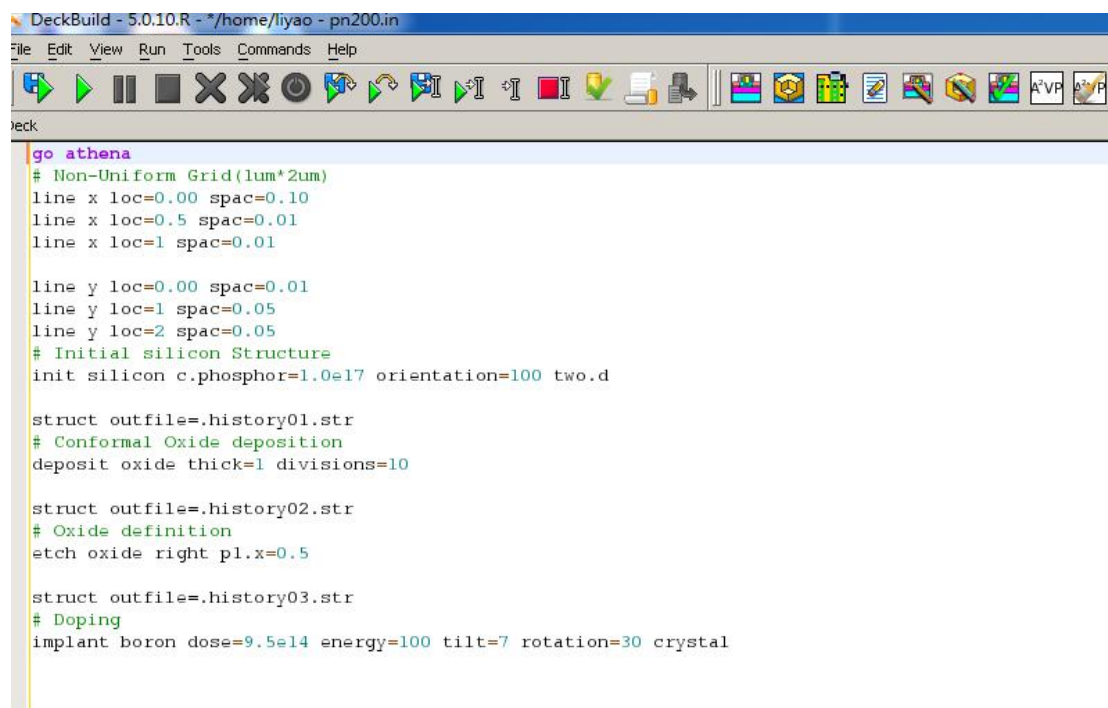 DeckBuild - 5.0.10.R - */home/liyao - pn200.in
File Edit View Run Tools Commands Help
A²VP
Deck
go athena
# Non-Uniform Grid(1um*2um)
line x loc=0.00 spac=0.10
line x loc=0.5 spac=0.01
line x loc=1 spac=0.01
line y loc=0.00 spac=0.01
line y loc=1 spac=0.05
line y loc=2 spac=0.05
# Initial silicon Structure
init silicon c.phosphor=1.0e17 orientation=100 two.d
struct outfile=.history01.str
# Conformal Oxide deposition
deposit oxide thick=1 divisions=10
struct outfile=.history02.str
# Oxide definition
etch oxide right p1.x=0.5
struct outfile=.history03.str
# Doping
implant boron dose=9.5e14 energy=100 tilt=7 rotation=30 crystal